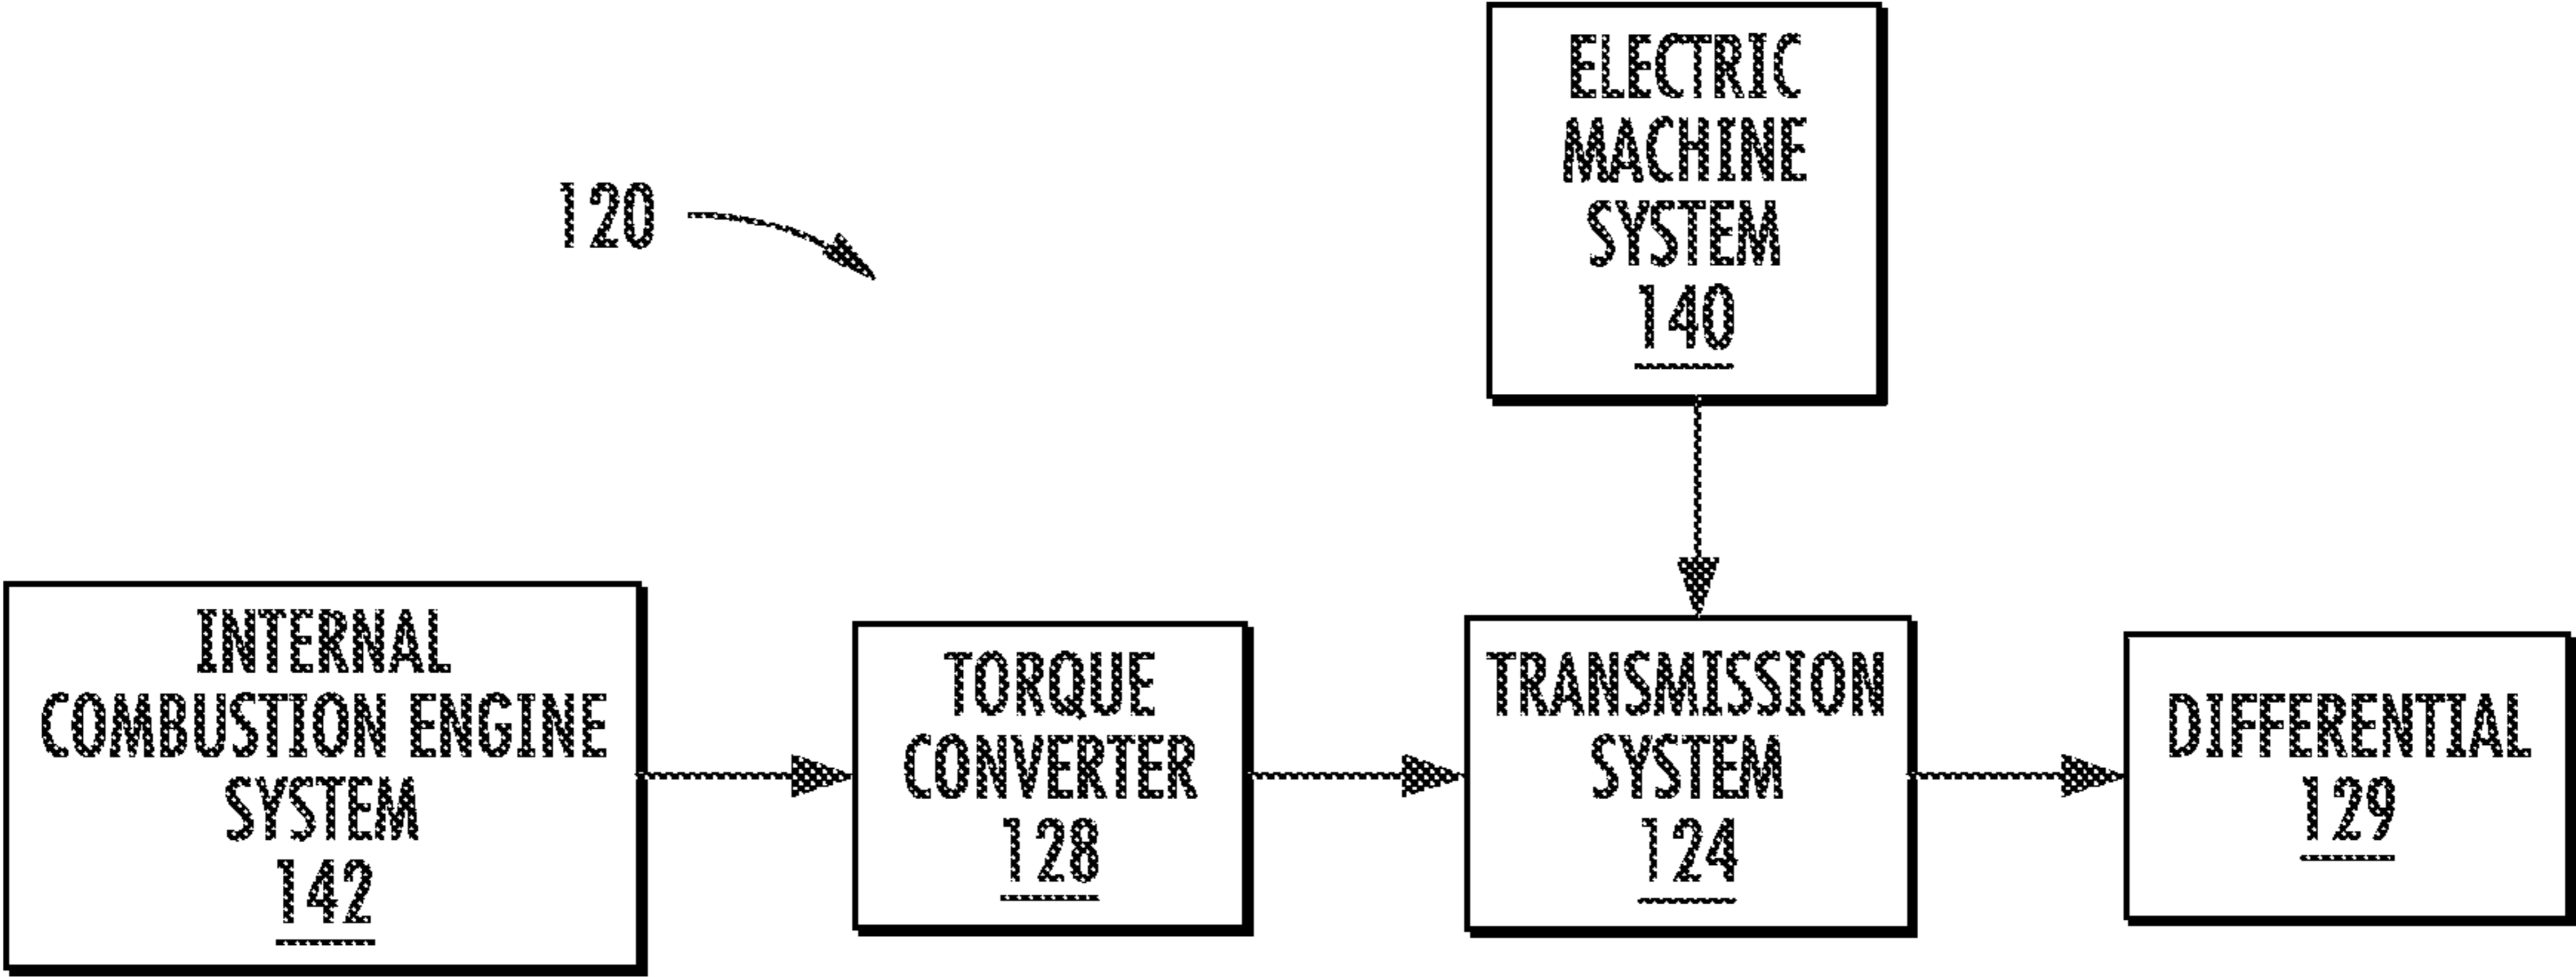 ELECTRIC
MACHINE
SYSTEM
140
120
INTERNAL
COMBUSTION ENGINE
SYSTEM
142
TORQUE
CONVERTER
128
TRANSMISSION
SYSTEM
124
DIFFERENTIAL
129